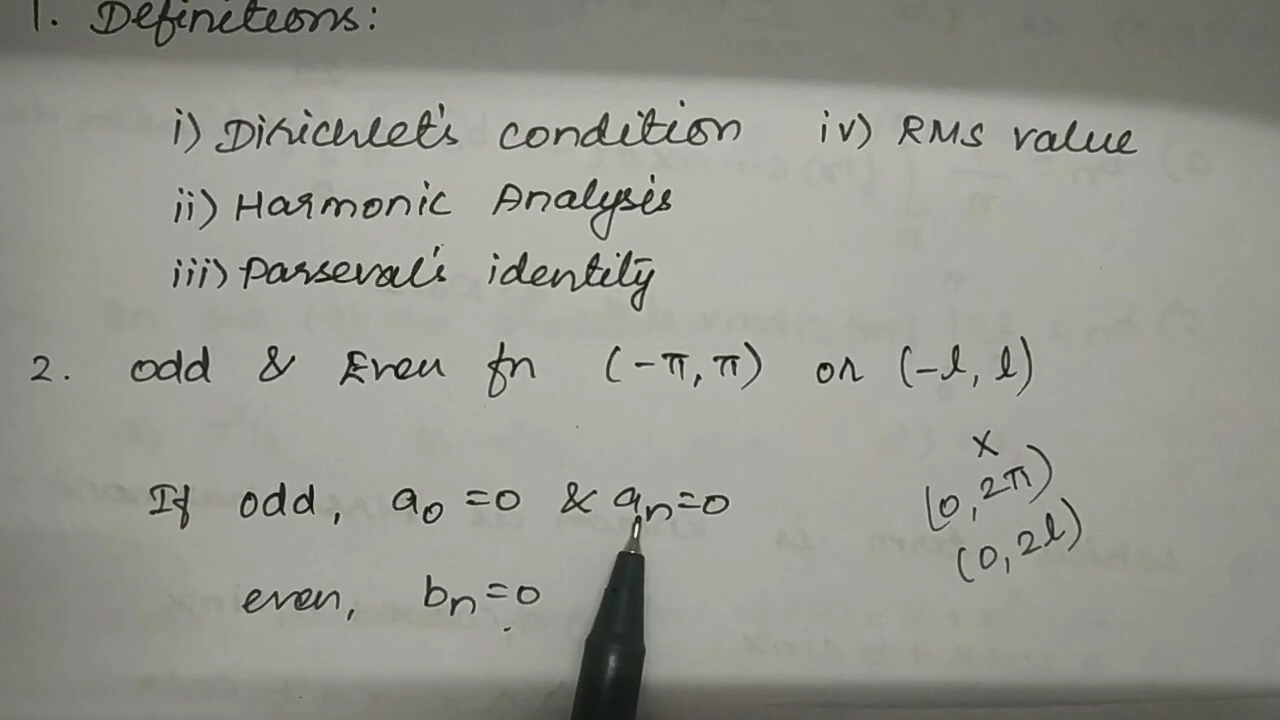 1. Definitions:
i) Dirichlet's condition iv) RMS value
ii) Harmonic Analysis
iii) Parseval's identity
2. odd & Even fn (-π, π) or (-l, l)
x
If odd, a₀ =0 & aₙ=0 (0, 2π)
(0, 2l)
even, bₙ=0